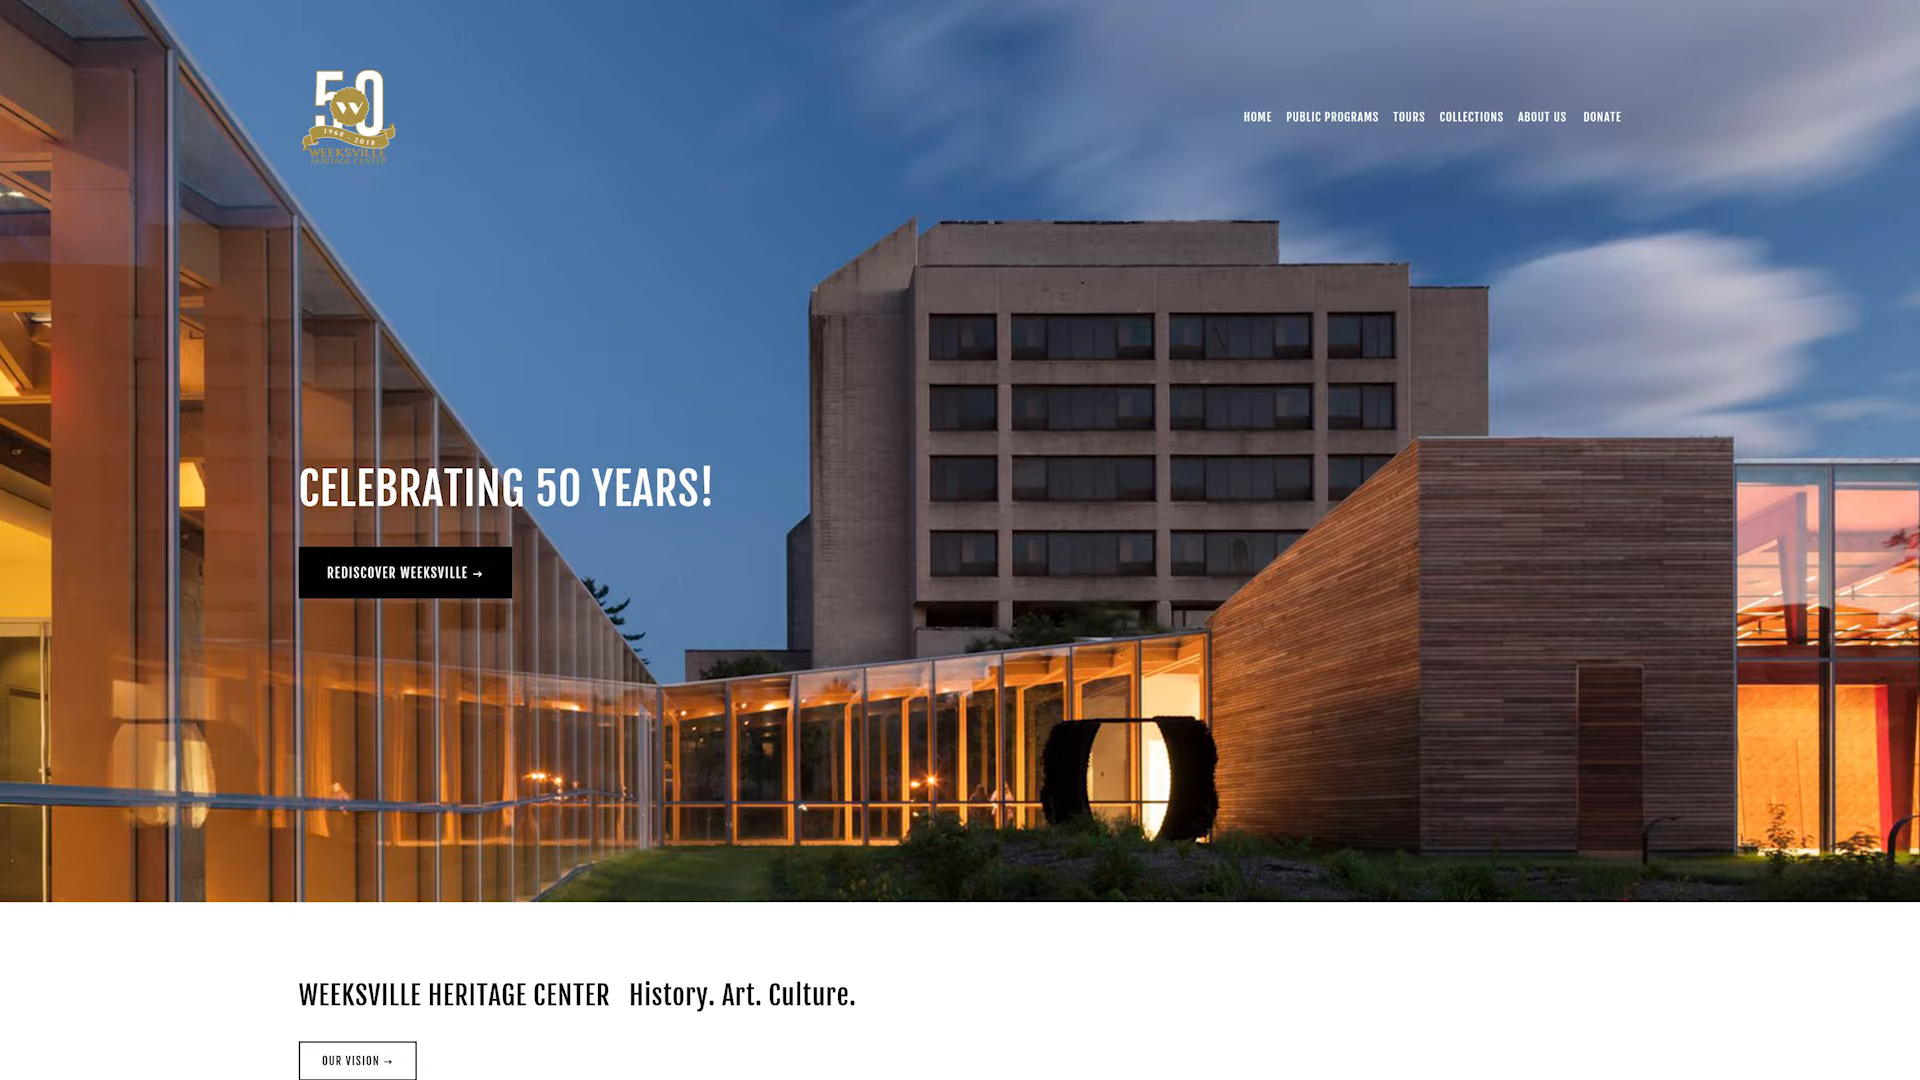 50
W
1968 - 2018
WEEKSVILLE
HERITAGE CENTER
HOME PUBLIC PROGRAMS TOURS COLLECTIONS ABOUT US DONATE
CELEBRATING 50 YEARS!
REDISCOVER WEEKSVILLE →
WEEKSVILLE HERITAGE CENTER History. Art. Culture.
OUR VISION →